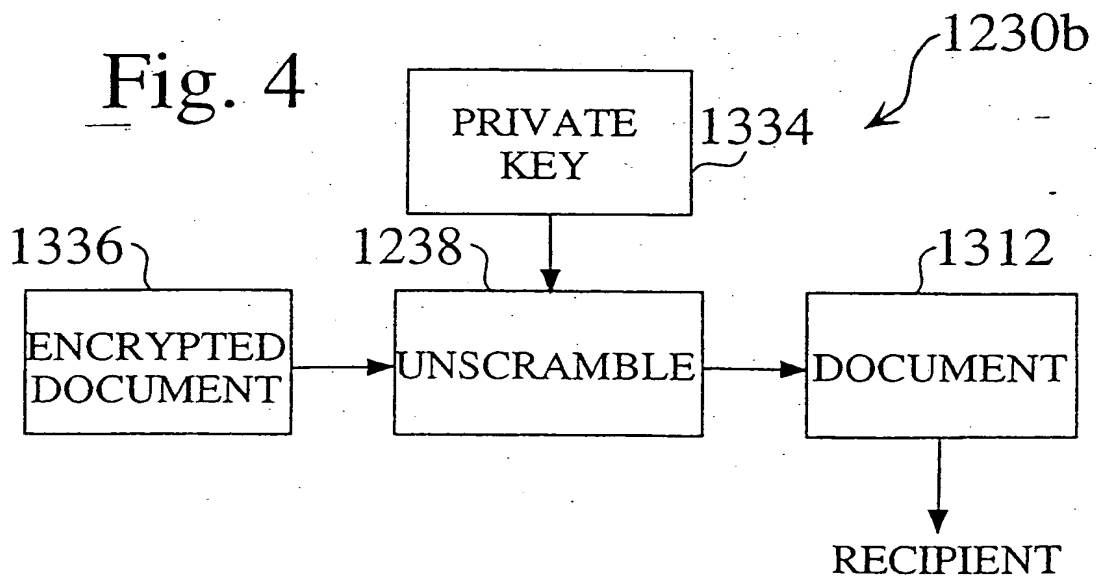 Fig. 4
1230b
PRIVATE
KEY
1334
1336
1238
1312
ENCRYPTED
DOCUMENT
UNSCRAMBLE
DOCUMENT
RECIPIENT